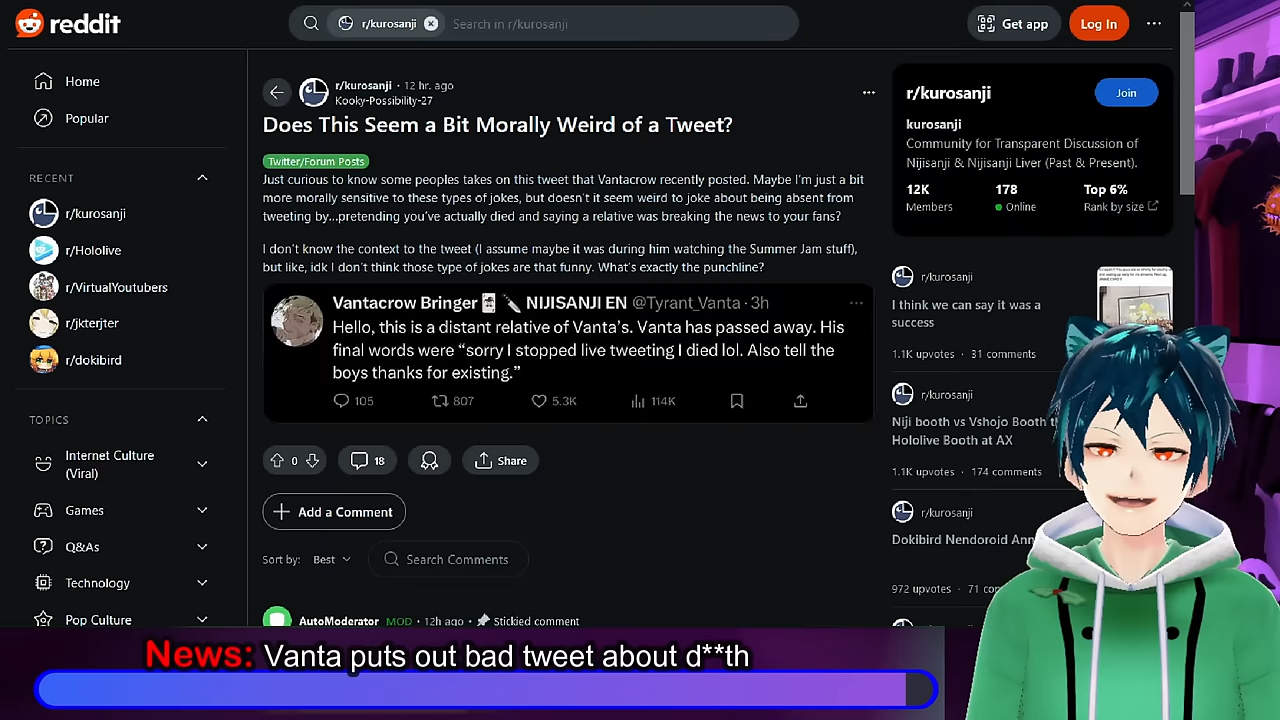 reddit
r/kurosanji
Search in r/kurosanji
Get app
Log In
Home
Popular
RECENT
r/kurosanji
r/Hololive
r/VirtualYoutubers
r/jkterjter
r/dokibird
TOPICS
Internet Culture
(Viral)
Games
Q&As
Technology
Pop Culture
r/kurosanji · 12 hr. ago
Kooky-Possibility-27
Does This Seem a Bit Morally Weird of a Tweet?
Twitter/Forum Posts
Just curious to know some peoples takes on this tweet that Vantacrow recently posted. Maybe I'm just a bit
more morally sensitive to these types of jokes, but doesn't it seem weird to joke about being absent from
tweeting by...pretending you've actually died and saying a relative was breaking the news to your fans?
I don't know the context to the tweet (I assume maybe it was during him watching the Summer Jam stuff),
but like, idk I don't think those type of jokes are that funny. What's exactly the punchline?
Vantacrow Bringer NIJISANJI EN @Tyrant_Vanta · 3h
Hello, this is a distant relative of Vanta's. Vanta has passed away. His
final words were “sorry I stopped live tweeting I died lol. Also tell the
boys thanks for existing.”
105 807 5.3K 114K
0 18 Share
Add a Comment
Sort by: Best Search Comments
AutoModerator MOD · 12h ago · Stickied comment
r/kurosanji
Join
kurosanji
Community for Transparent Discussion of
Nijisanji & Nijisanji Liver (Past & Present).
12K 178 Top 6%
Members Online Rank by size
r/kurosanji
I think we can say it was a
success
1.1K upvotes · 31 comments
r/kurosanji
Niji booth vs Vshojo Booth
Hololive Booth at AX
1.1K upvotes · 174 comments
r/kurosanji
Dokibird Nendoroid
972 upvotes · 71
News: Vanta puts out bad tweet about d**th